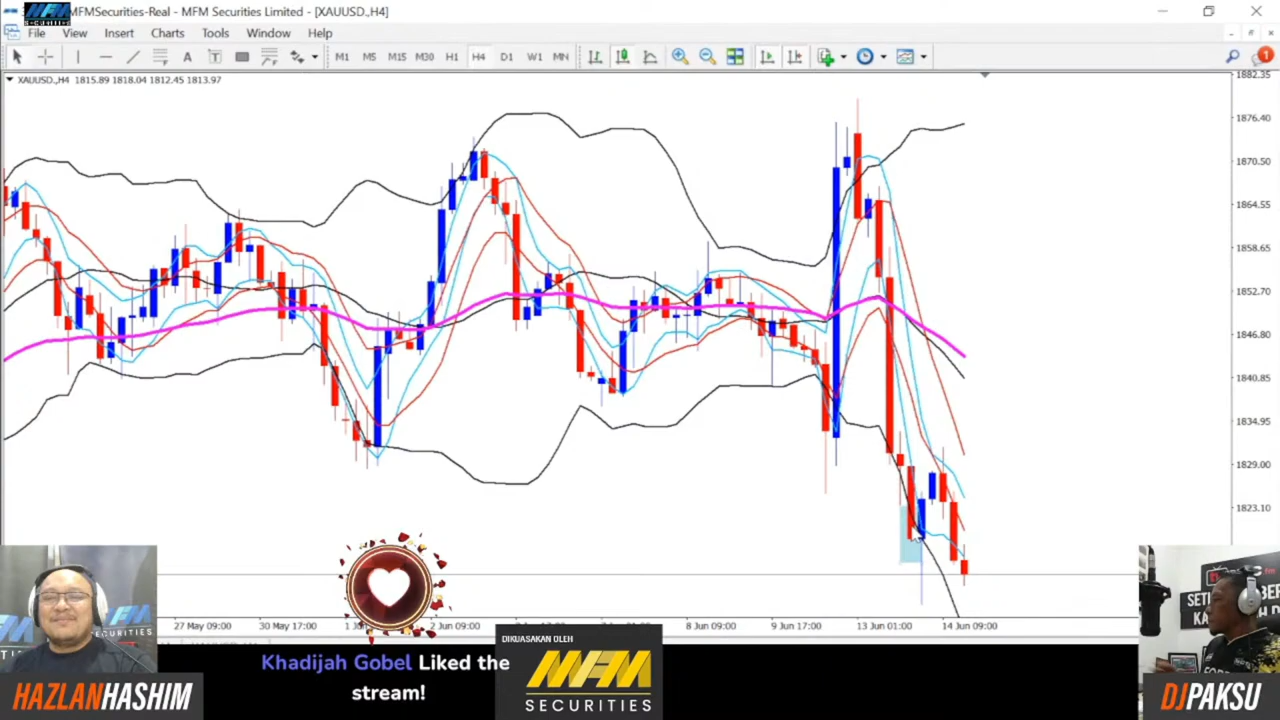 MFMSecurities-Real - MFM Securities Limited - [XAUUSD.,H4]
MFM
SECURITIES
File View Insert Charts Tools Window Help
A T M1 M5 M15 M30 H1 H4 D1 W1 MN 1
XAUUSD.,H4 1815.89 1818.04 1812.45 1813.97
1882.35
1876.40
1870.50
1864.55
1858.65
1852.70
1846.80
1840.85
1834.95
1829.00
1823.10
27 May 09:00 30 May 17:00 2 Jun 09:00 8 Jun 09:00 9 Jun 17:00 13 Jun 01:00 14 Jun 09:00
SECURITIES
HAZLANHASHIM
Khadijah Gobel Liked the
stream!
DIKUASAKAN OLEH
MFM
SECURITIES
DJPAKSU